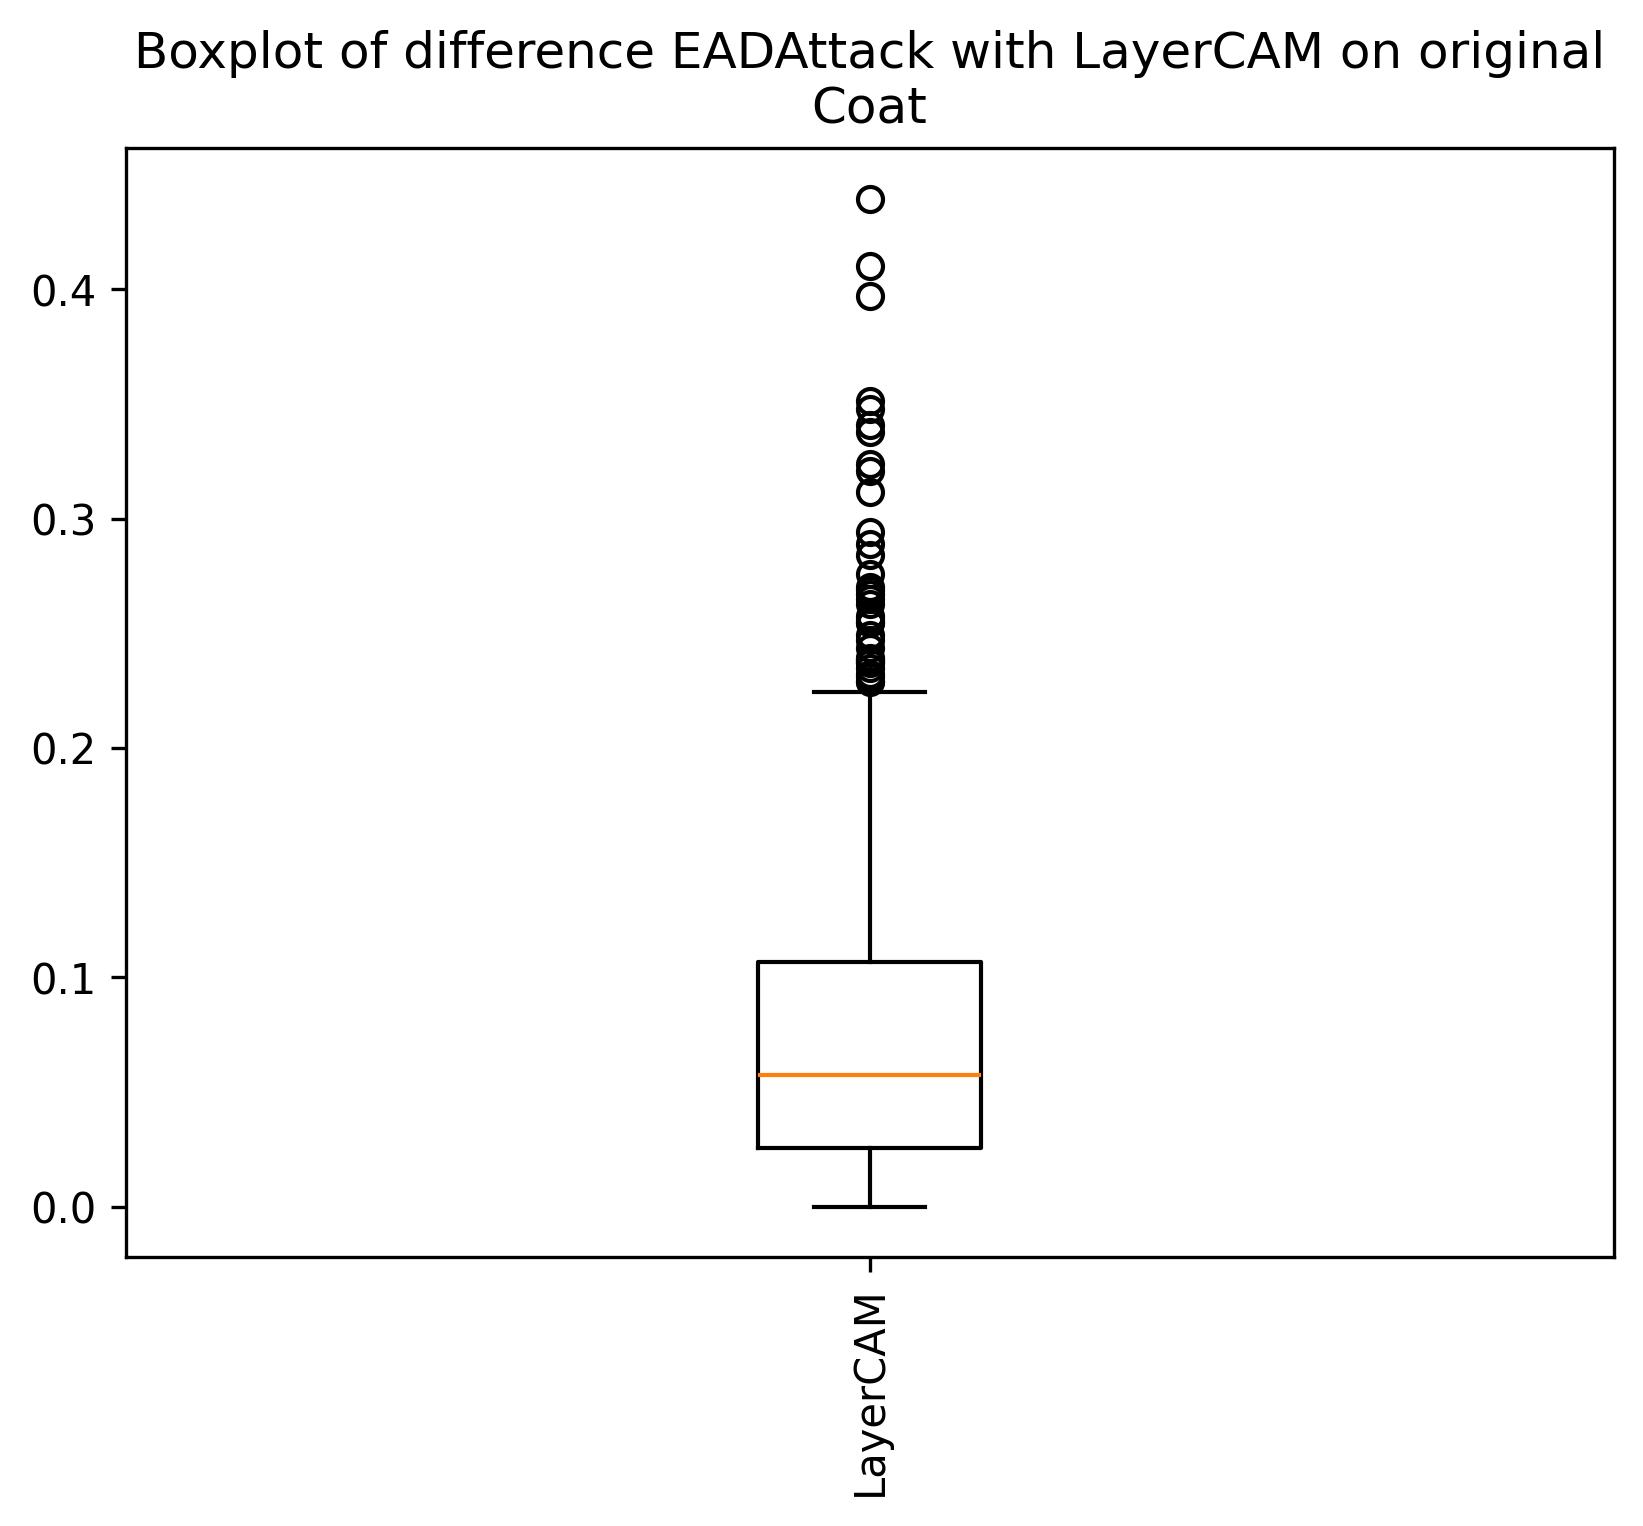 Boxplot of difference EADAttack with LayerCAM on original
Coat
0.4
0.3
0.2
0.1
0.0
LayerCAM